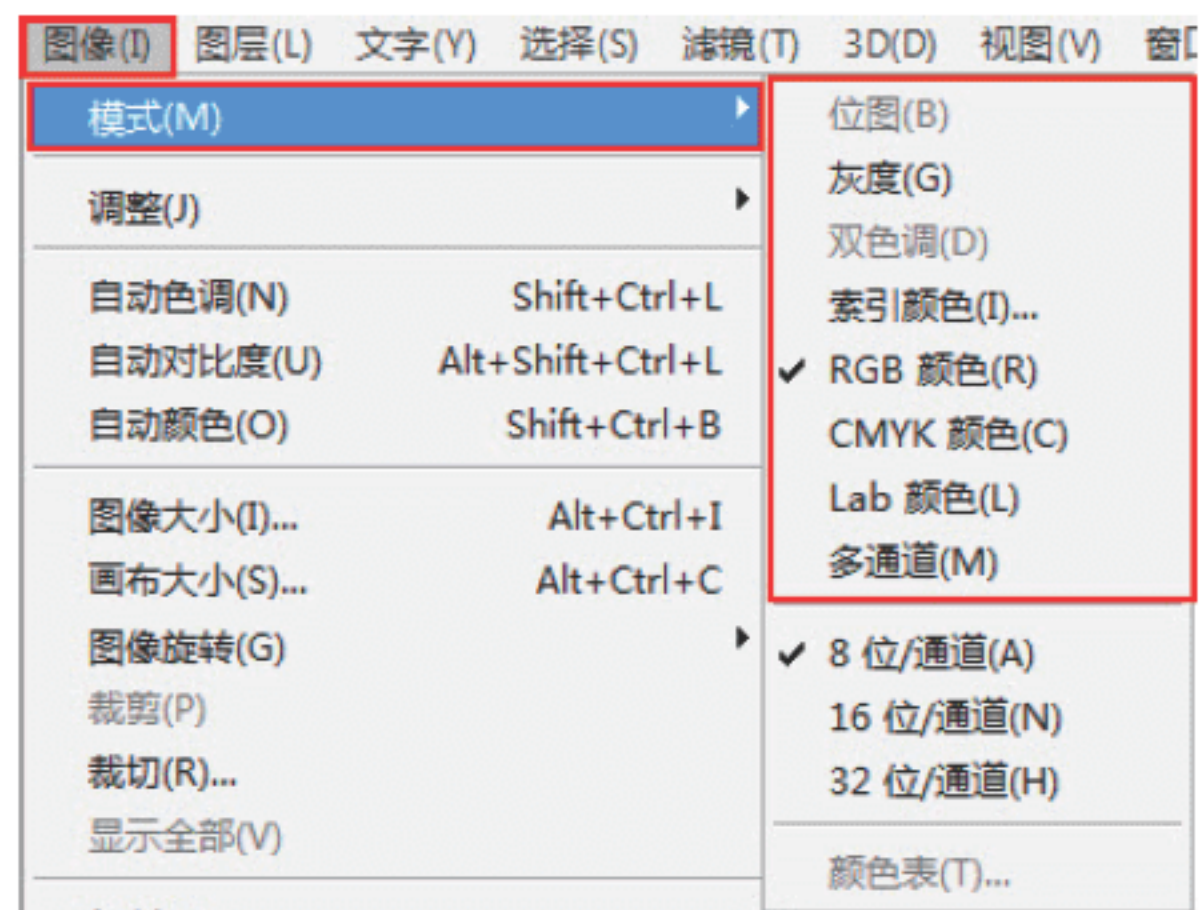 图像(I) 图层(L) 文字(Y) 选择(S) 滤镜(T) 3D(D) 视图(V)
模式(M)
调整(J)
自动色调(N) Shift+Ctrl+L
自动对比度(U) Alt+Shift+Ctrl+L
自动颜色(O) Shift+Ctrl+B
图像大小(I)... Alt+Ctrl+I
画布大小(S)... Alt+Ctrl+C
图像旋转(G)
裁剪(P)
裁切(R)...
显示全部(V)
位图(B)
灰度(G)
双色调(D)
索引颜色(I)...
RGB 颜色(R)
CMYK 颜色(C)
Lab 颜色(L)
多通道(M)
8 位/通道(A)
16 位/通道(N)
32 位/通道(H)
颜色表(T)...